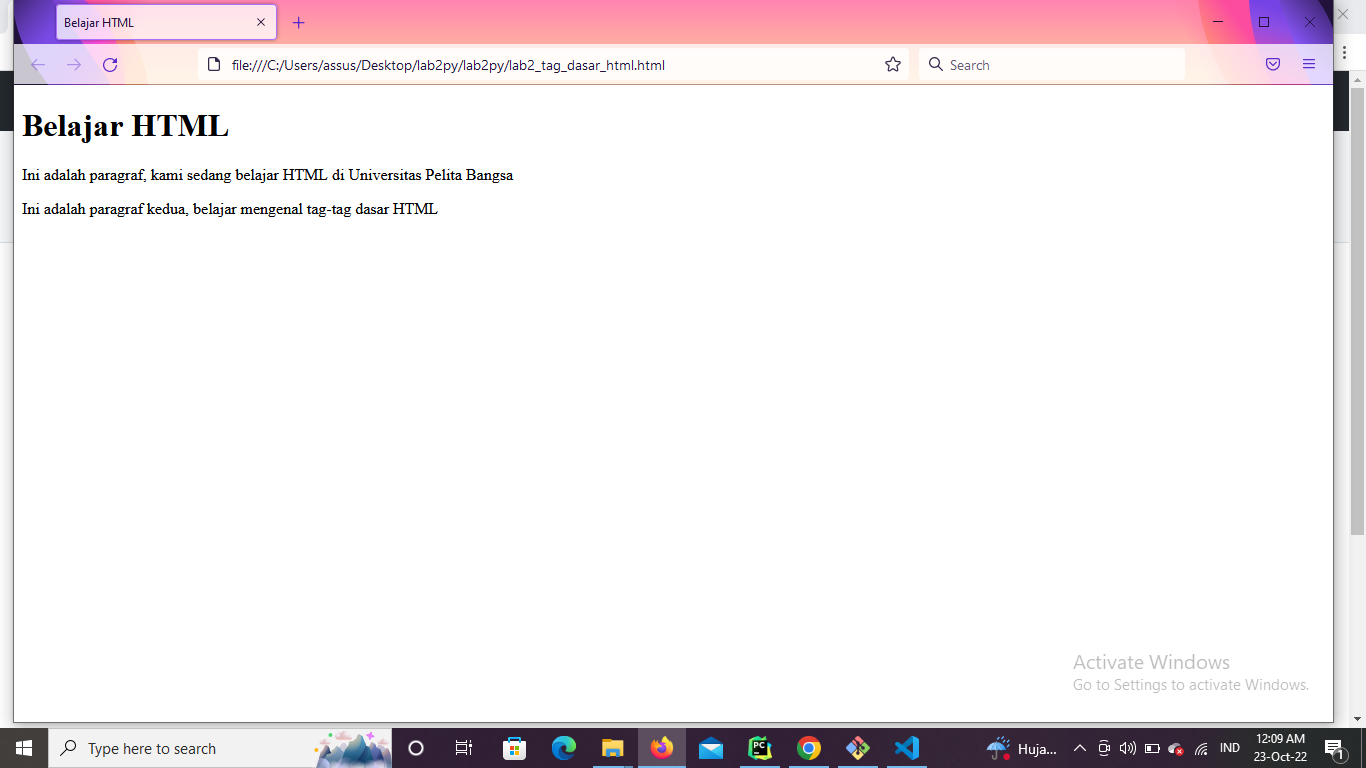 Belajar HTML
file:///C:/Users/assus/Desktop/lab2py/lab2py/lab2_tag_dasar_html.html
Search
Belajar HTML
Ini adalah paragraf, kami sedang belajar HTML di Universitas Pelita Bangsa
Ini adalah paragraf kedua, belajar mengenal tag-tag dasar HTML
Activate Windows
Go to Settings to activate Windows.
Type here to search
PC
Huja...
IND
12:09 AM
23-Oct-22
1